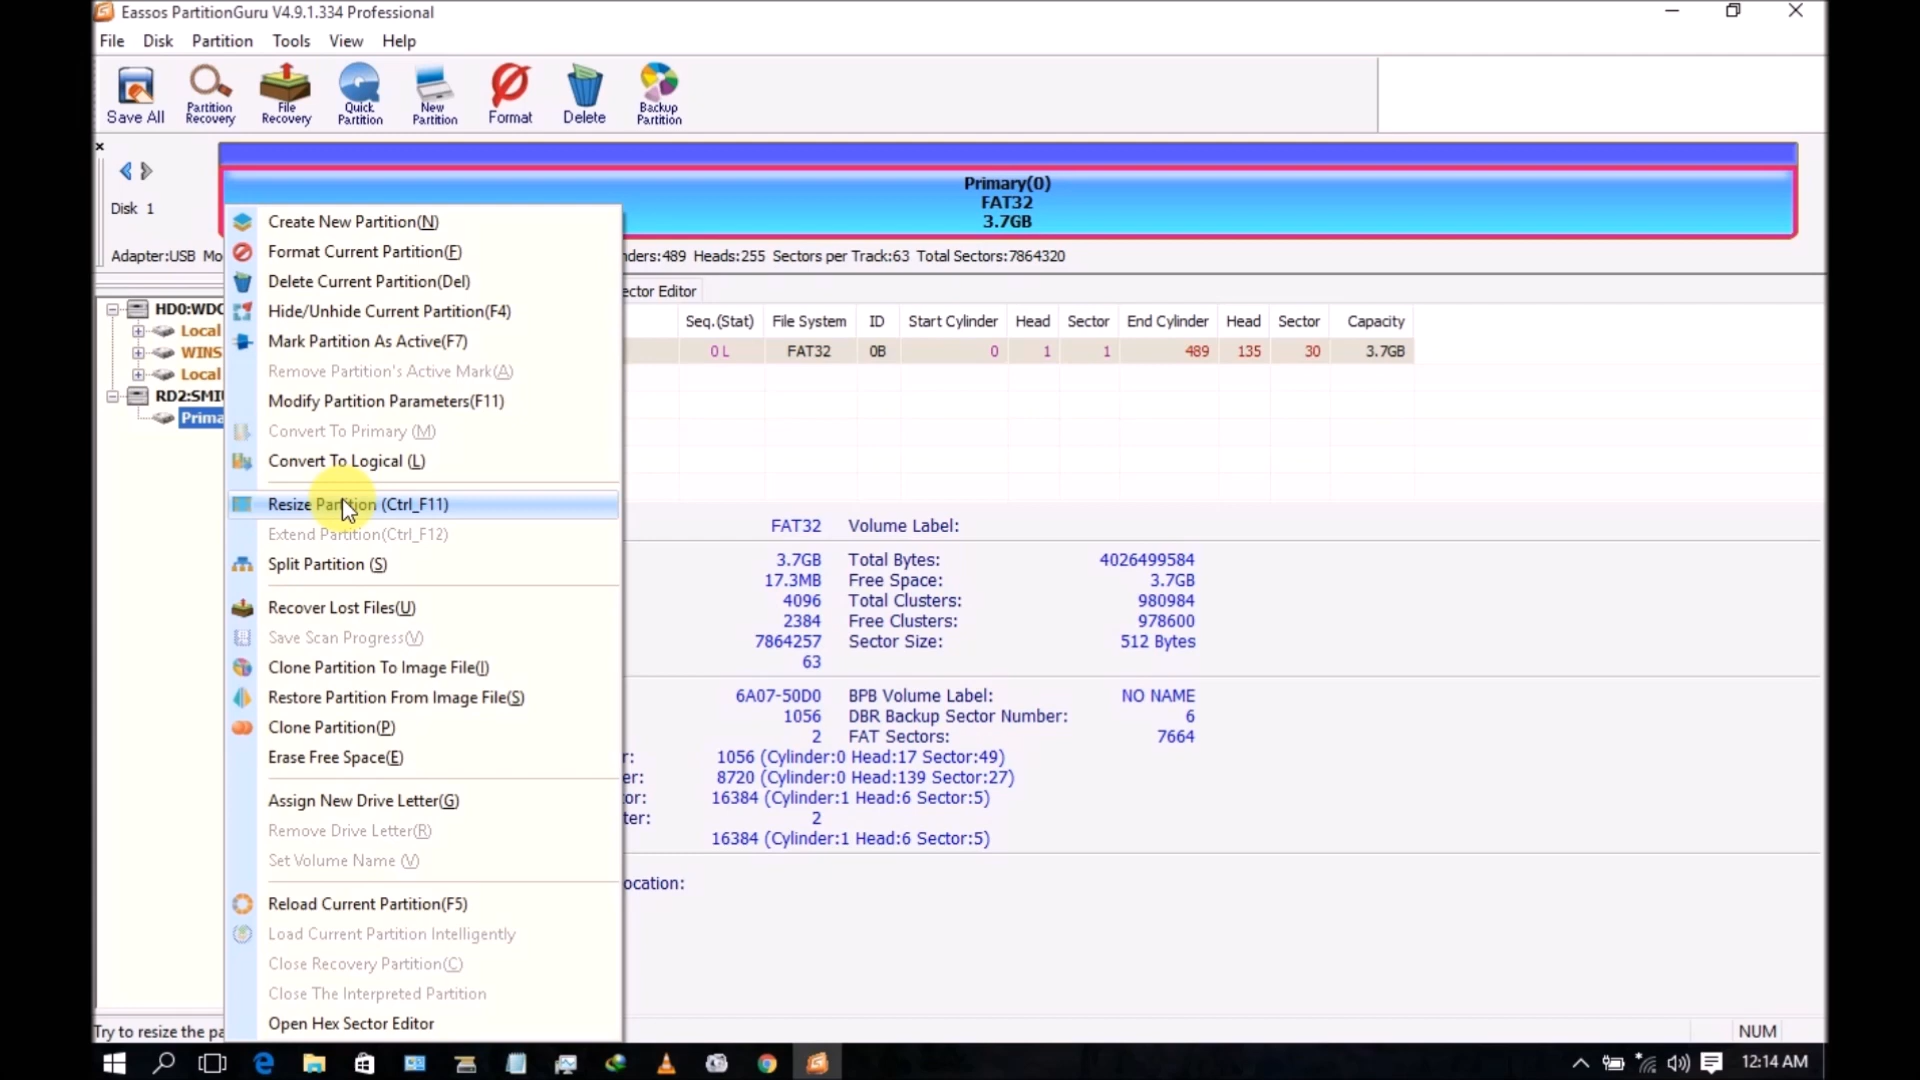 Eassos PartitionGuru V4.9.1.334 Professional
File Disk Partition Tools View Help
Save All
Partition Recovery
File Recovery
Quick Partition
New Partition
Format
Delete
Backup Partition
Primary(0)
FAT32
3.7GB
Disk 1
Adapter:USB Mo
nders:489 Heads:255 Sectors per Track:63 Total Sectors:7864320
HD0:WDC
Local
WINS
Local
RD2:SMI
Prima
Create New Partition(N)
Format Current Partition(F)
Delete Current Partition(Del)
Hide/Unhide Current Partition(F4)
Mark Partition As Active(F7)
Remove Partition's Active Mark(A)
Modify Partition Parameters(F11)
Convert To Primary (M)
Convert To Logical (L)
Resize Partition (Ctrl_F11)
Extend Partition(Ctrl_F12)
Split Partition (S)
Recover Lost Files(U)
Save Scan Progress(V)
Clone Partition To Image File(I)
Restore Partition From Image File(S)
Clone Partition(P)
Erase Free Space(E)
Assign New Drive Letter(G)
Remove Drive Letter(R)
Set Volume Name (V)
Reload Current Partition(F5)
Load Current Partition Intelligently
Close Recovery Partition(C)
Close The Interpreted Partition
Open Hex Sector Editor
ector Editor
Seq.(Stat) File System ID Start Cylinder Head Sector End Cylinder Head Sector Capacity
0 L FAT32 0B 0 1 1 489 135 30 3.7GB
FAT32 Volume Label:
3.7GB Total Bytes: 4026499584
17.3MB Free Space: 3.7GB
4096 Total Clusters: 980984
2384 Free Clusters: 978600
7864257 Sector Size: 512 Bytes
63
6A07-50D0 BPB Volume Label: NO NAME
1056 DBR Backup Sector Number: 6
2 FAT Sectors: 7664
r: 1056 (Cylinder:0 Head:17 Sector:49)
er: 8720 (Cylinder:0 Head:139 Sector:27)
or: 16384 (Cylinder:1 Head:6 Sector:5)
ter: 2
16384 (Cylinder:1 Head:6 Sector:5)
ocation:
Try to resize the pa
NUM
12:14 AM